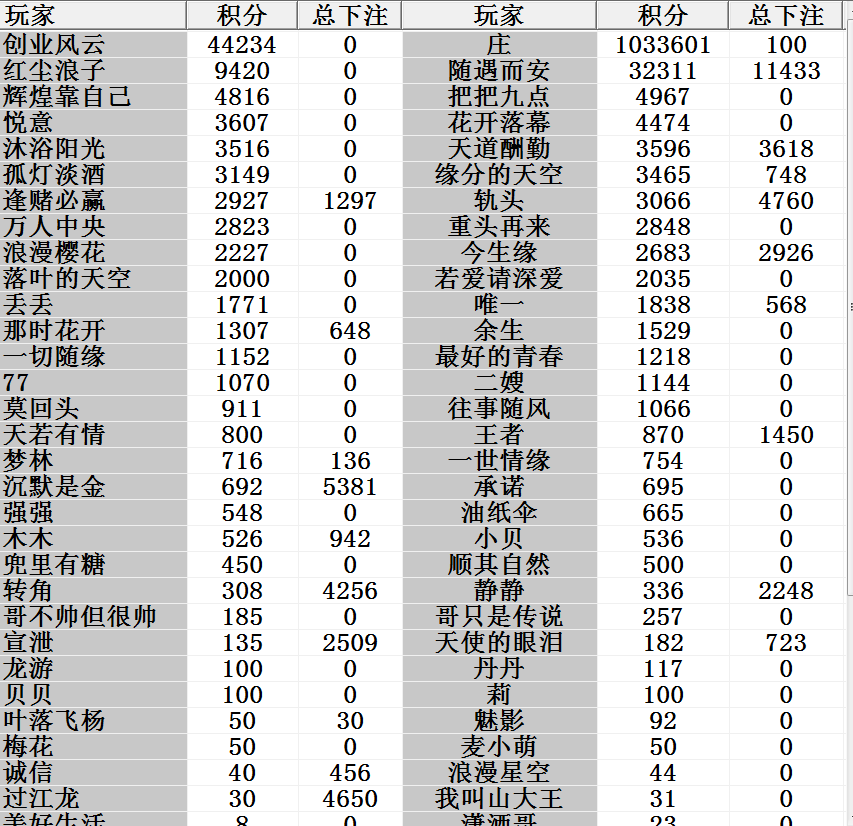 玩家 积分 总下注 玩家 积分 总下注
创业风云 44234 0 庄 1033601 100
红尘浪子 9420 0 随遇而安 32311 11433
辉煌靠自己 4816 0 把把九点 4967 0
悦意 3607 0 花开落幕 4474 0
沐浴阳光 3516 0 天道酬勤 3596 3618
孤灯淡酒 3149 0 缘分的天空 3465 748
逢赌必赢 2927 1297 轨头 3066 4760
万人中央 2823 0 重头再来 2848 0
浪漫樱花 2227 0 今生缘 2683 2926
落叶的天空 2000 0 若爱请深爱 2035 0
丢丢 1771 0 唯一 1838 568
那时花开 1307 648 余生 1529 0
一切随缘 1152 0 最好的青春 1218 0
77 1070 0 二嫂 1144 0
莫回头 911 0 往事随风 1066 0
天若有情 800 0 王者 870 1450
梦林 716 136 一世情缘 754 0
沉默是金 692 5381 承诺 695 0
强强 548 0 油纸伞 665 0
木木 526 942 小贝 536 0
兜里有糖 450 0 顺其自然 500 0
转角 308 4256 静静 336 2248
哥不帅但很帅 185 0 哥只是传说 257 0
宣泄 135 2509 天使的眼泪 182 723
龙游 100 0 丹丹 117 0
贝贝 100 0 莉 100 0
叶落飞杨 50 30 魅影 92 0
梅花 50 0 麦小萌 50 0
诚信 40 456 浪漫星空 44 0
过江龙 30 4650 我叫山大王 31 0
美好生活 8 0 潇洒哥 23 0